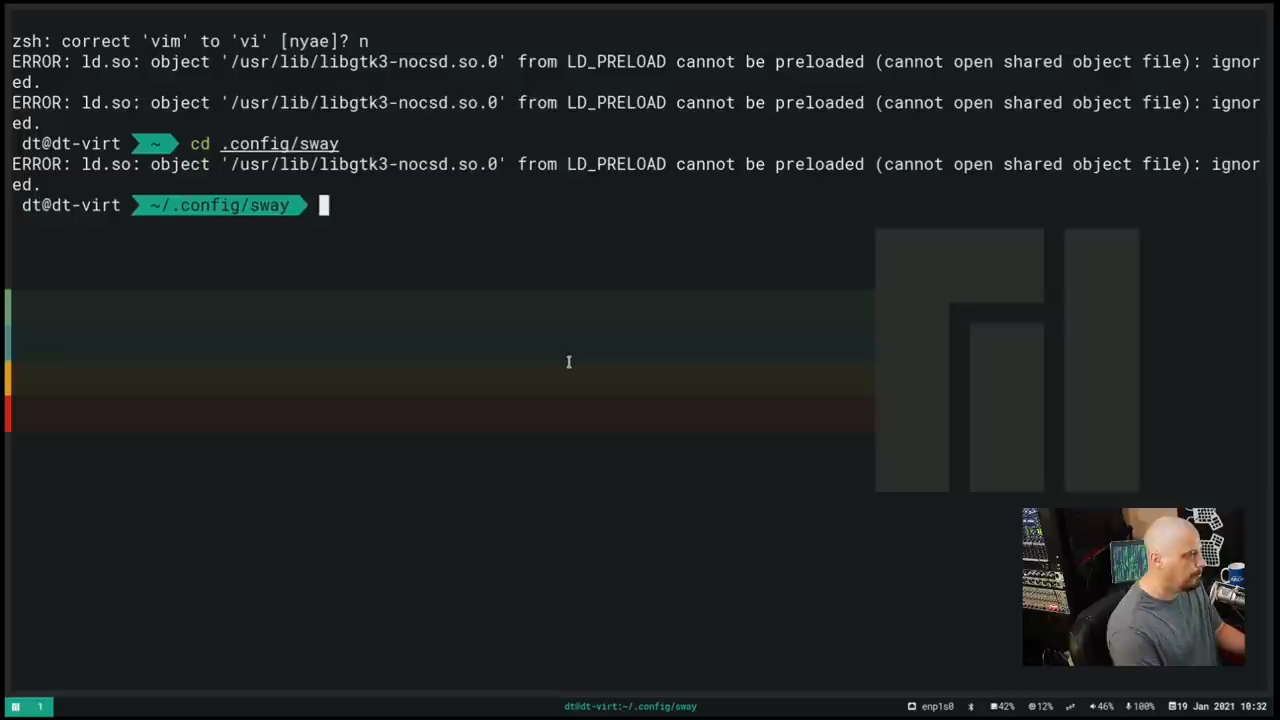 zsh: correct 'vim' to 'vi' [nyae]? n
ERROR: ld.so: object '/usr/lib/libgtk3-nocsd.so.0' from LD_PRELOAD cannot be preloaded (cannot open shared object file): ignor
ed.
ERROR: ld.so: object '/usr/lib/libgtk3-nocsd.so.0' from LD_PRELOAD cannot be preloaded (cannot open shared object file): ignor
ed.
dt@dt-virt ~ cd .config/sway
ERROR: ld.so: object '/usr/lib/libgtk3-nocsd.so.0' from LD_PRELOAD cannot be preloaded (cannot open shared object file): ignor
ed.
dt@dt-virt ~/.config/sway
1 dt@dt-virt:~/.config/sway enp1s0 42% 12% 46% 100% 19 Jan 2021 10:32